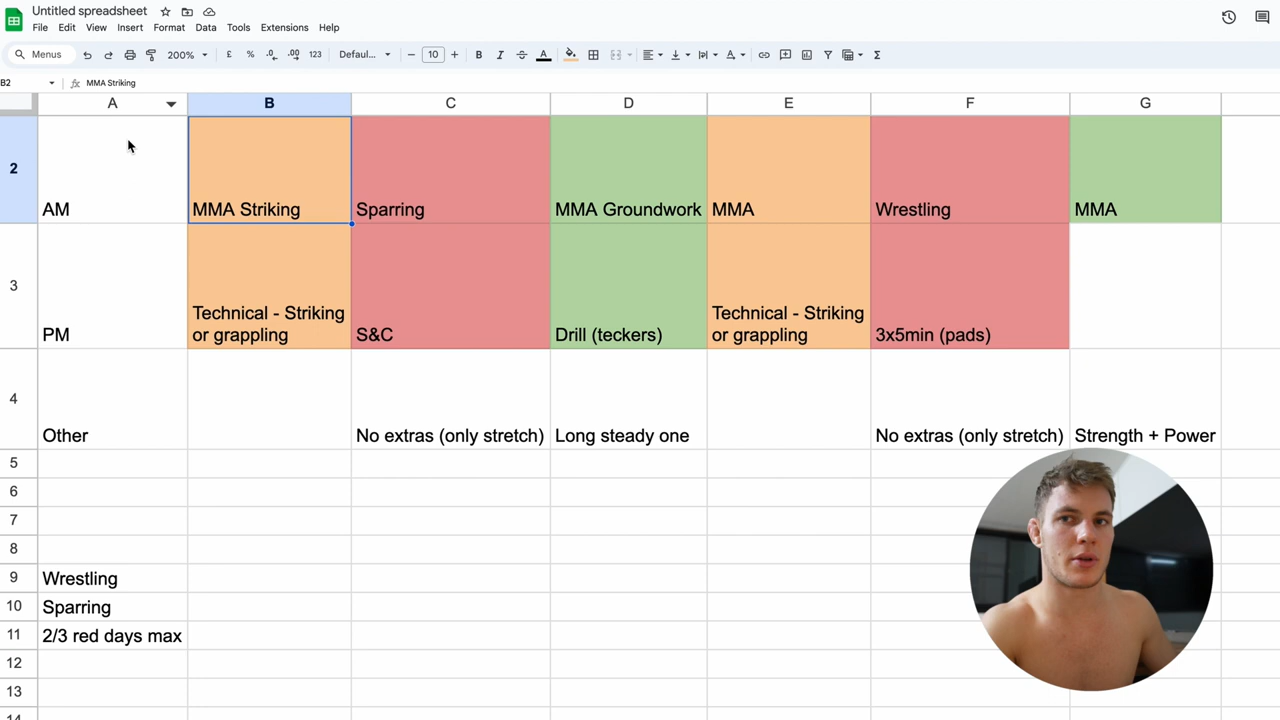 Untitled spreadsheet
File Edit View Insert Format Data Tools Extensions Help
Menus 200% £ % .0 .00 123 Defaul... 10 B I S A Σ
B2 fx MMA Striking
A B C D E F G
2 AM MMA Striking Sparring MMA Groundwork MMA Wrestling MMA
3 PM Technical - Striking or grappling S&C Drill (teckers) Technical - Striking or grappling 3x5min (pads)
4 Other No extras (only stretch) Long steady one No extras (only stretch) Strength + Power
5
6
7
8
9 Wrestling
10 Sparring
11 2/3 red days max
12
13
14